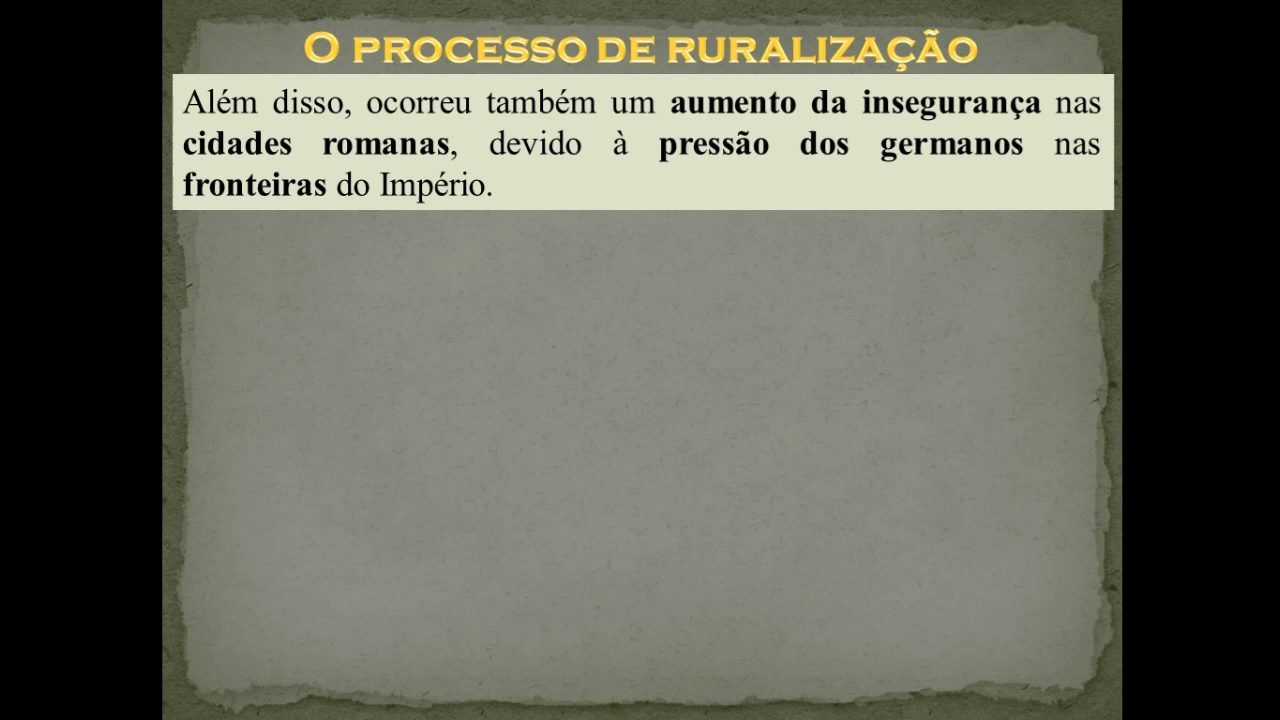 O PROCESSO DE RURALIZAÇÃO
Além disso, ocorreu também um aumento da insegurança nas
cidades romanas, devido à pressão dos germanos nas
fronteiras do Império.